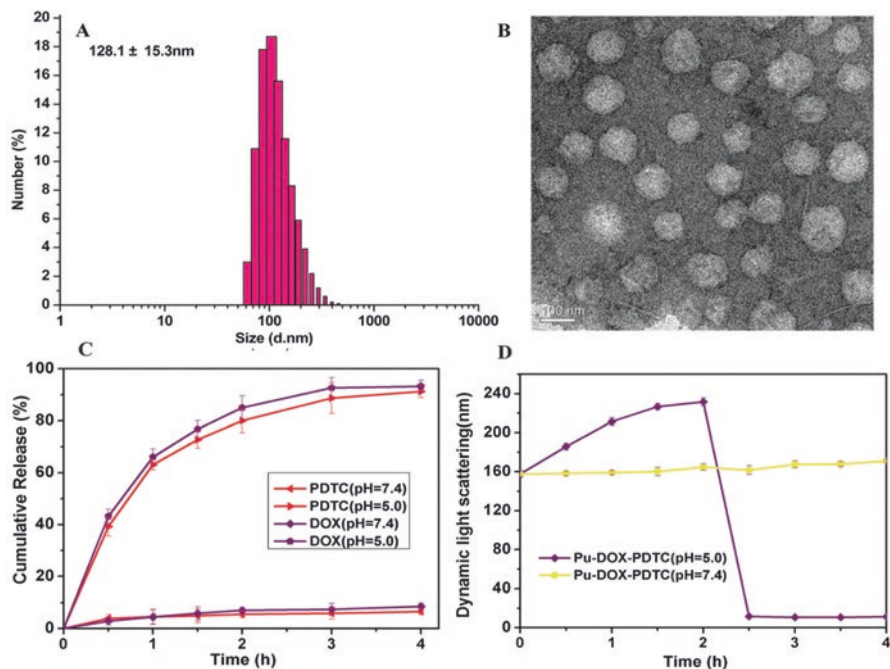 A
128.1 ± 15.3nm
Number (%)
20
18
16
14
12
10
8
6
4
2
0
1 10 100 1000 10000
Size (d.nm)
B
100 nm
C
Cumulative Release (%)
100
80
60
40
20
0
PDTC(pH=7.4)
PDTC(pH=5.0)
DOX(pH=7.4)
DOX(pH=5.0)
0 1 2 3 4
Time (h)
D
Dynamic light scattering(nm)
240
200
160
120
80
40
0
Pu-DOX-PDTC(pH=5.0)
Pu-DOX-PDTC(pH=7.4)
0 1 2 3 4
Time (h)